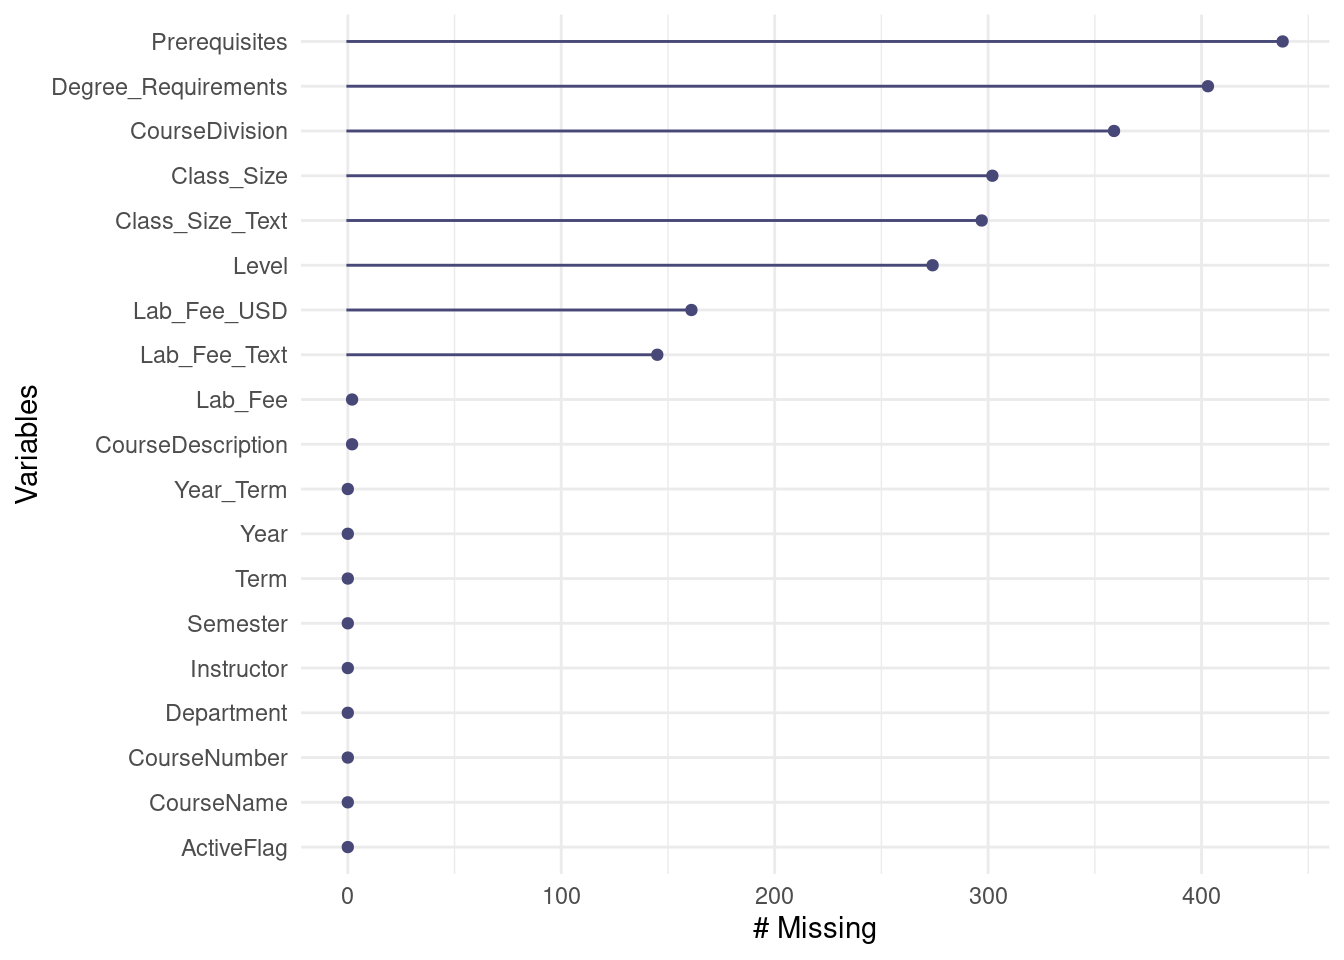 Prerequisites
Degree_Requirements
CourseDivision
Class_Size
Class_Size_Text
Level
Lab_Fee_USD
Lab_Fee_Text
Lab_Fee
CourseDescription
Year_Term
Year
Term
Semester
Instructor
Department
CourseNumber
CourseName
ActiveFlag
Variables
0 100 200 300 400
# Missing